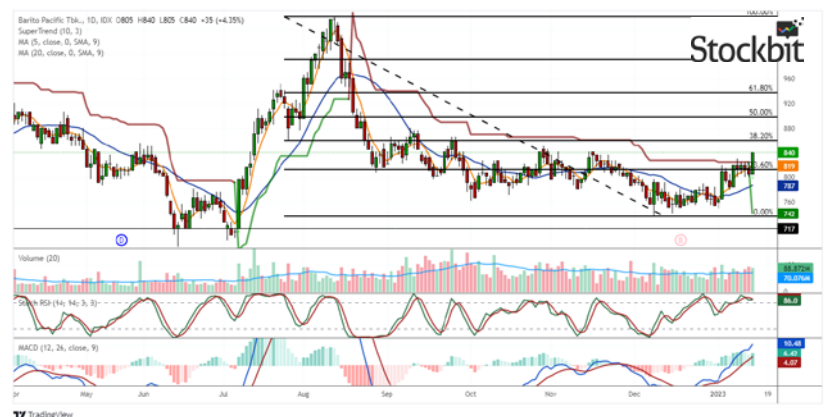 Barito Pacific Tbk., 1D, IDX O805 H840 L805 C840 +35 (+4.35%)
SuperTrend (10, 3)
MA (5, close, 0, SMA, 9)
MA (20, close, 0, SMA, 9)
Stockbit
100.00%
960
61.80%
920
50.00%
880
38.20%
840
819
800
787
760
0.00%
742
717
D
Volume (20)
70.076M
Stoch RSI (14, 14, 3, 3)
86.0
MACD (12, 26, close, 9)
10.48
6.42
4.07
May
Jun
Jul
Aug
Sep
Oct
Nov
Dec
2023
19
TradingView